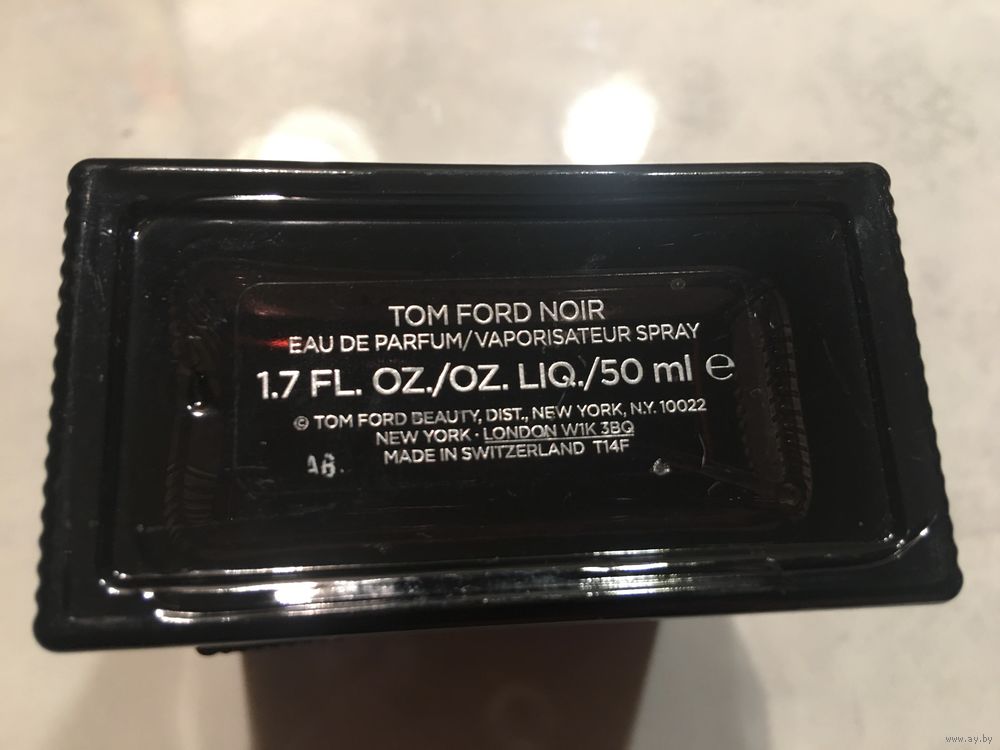 TOM FORD NOIR
EAU DE PARFUM/VAPORISATEUR SPRAY
1.7 FL. OZ./OZ. LIQ./50 ml ℮
© TOM FORD BEAUTY, DIST., NEW YORK, N.Y. 10022
NEW YORK · LONDON W1K 3BQ
MADE IN SWITZERLAND T14F
www.ay.by